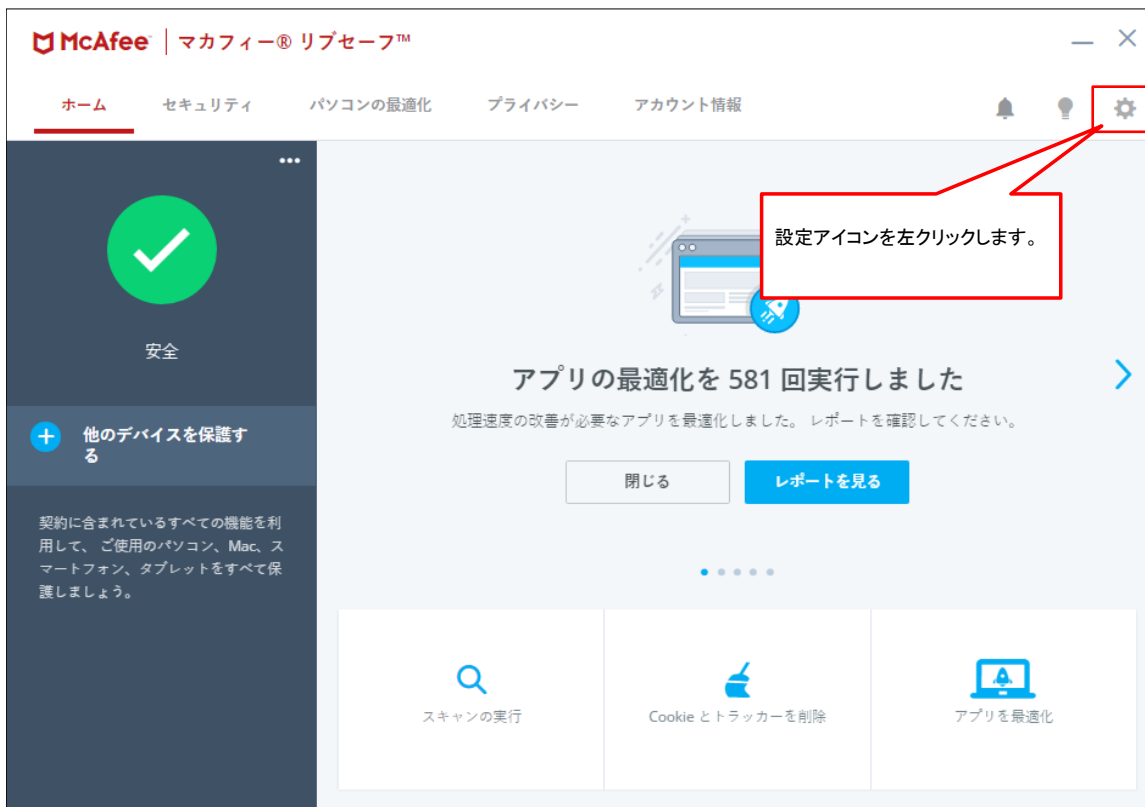 McAfee™ | マカフィー® リブセーフ™
ホーム セキュリティ パソコンの最適化 プライバシー アカウント情報
設定アイコンを左クリックします。
安全
アプリの最適化を 581 回実行しました
処理速度の改善が必要なアプリを最適化しました。 レポートを確認してください。
閉じる レポートを見る
他のデバイスを保護す
る
契約に含まれているすべての機能を利
用して、 ご使用のパソコン、Mac、ス
マートフォン、タブレットをすべて保
護しましょう。
スキャンの実行 Cookie とトラッカーを削除 アプリを最適化